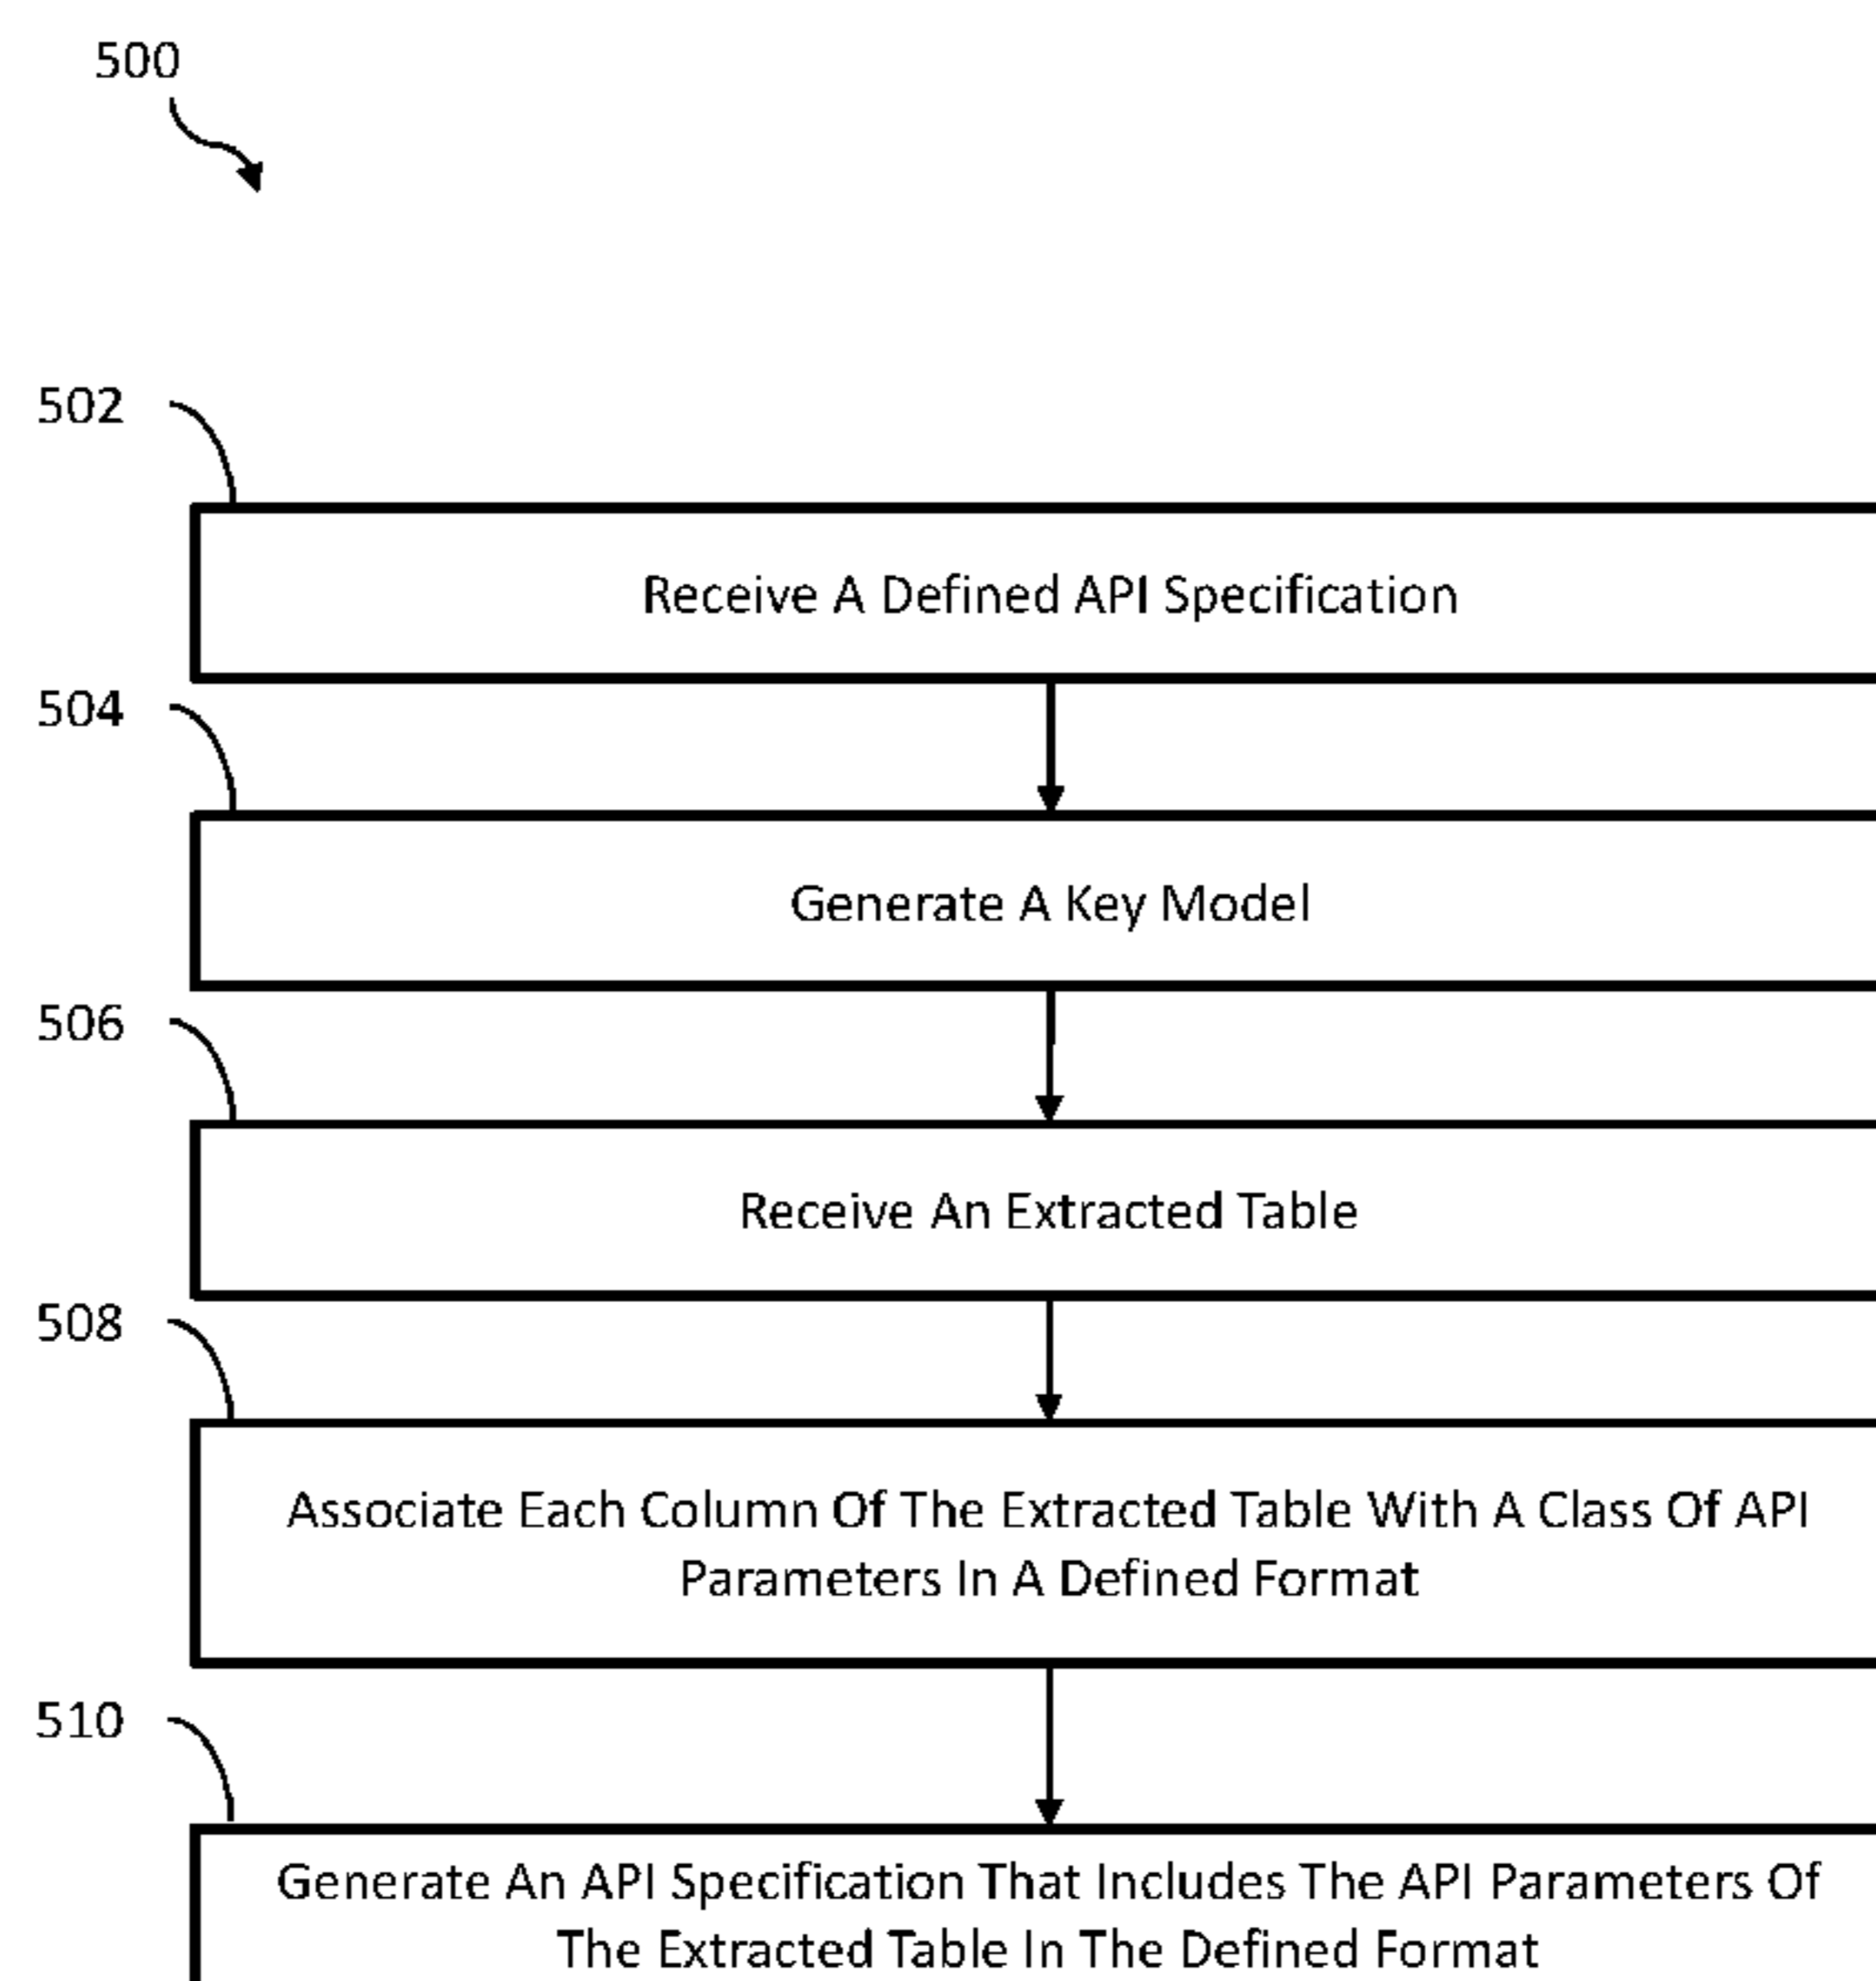 500
502
Receive A Defined API Specification
504
Generate A Key Model
506
Receive An Extracted Table
508
Associate Each Column Of The Extracted Table With A Class Of API
Parameters In A Defined Format
510
Generate An API Specification That Includes The API Parameters Of
The Extracted Table In The Defined Format